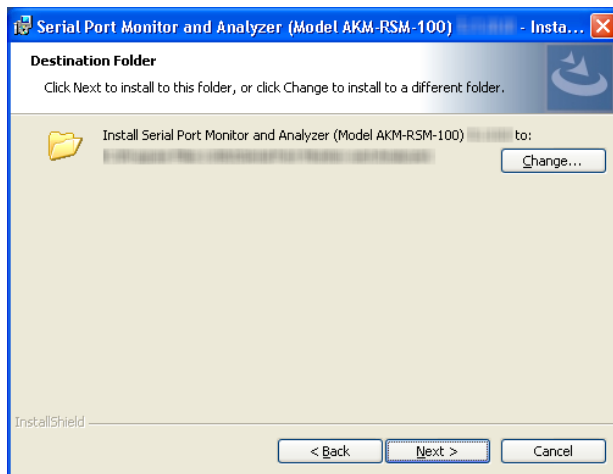 Serial Port Monitor and Analyzer (Model AKM-RSM-100) - Insta...
Destination Folder
Click Next to install to this folder, or click Change to install to a different folder.
Install Serial Port Monitor and Analyzer (Model AKM-RSM-100) to:
Change...
InstallShield
< Back Next > Cancel